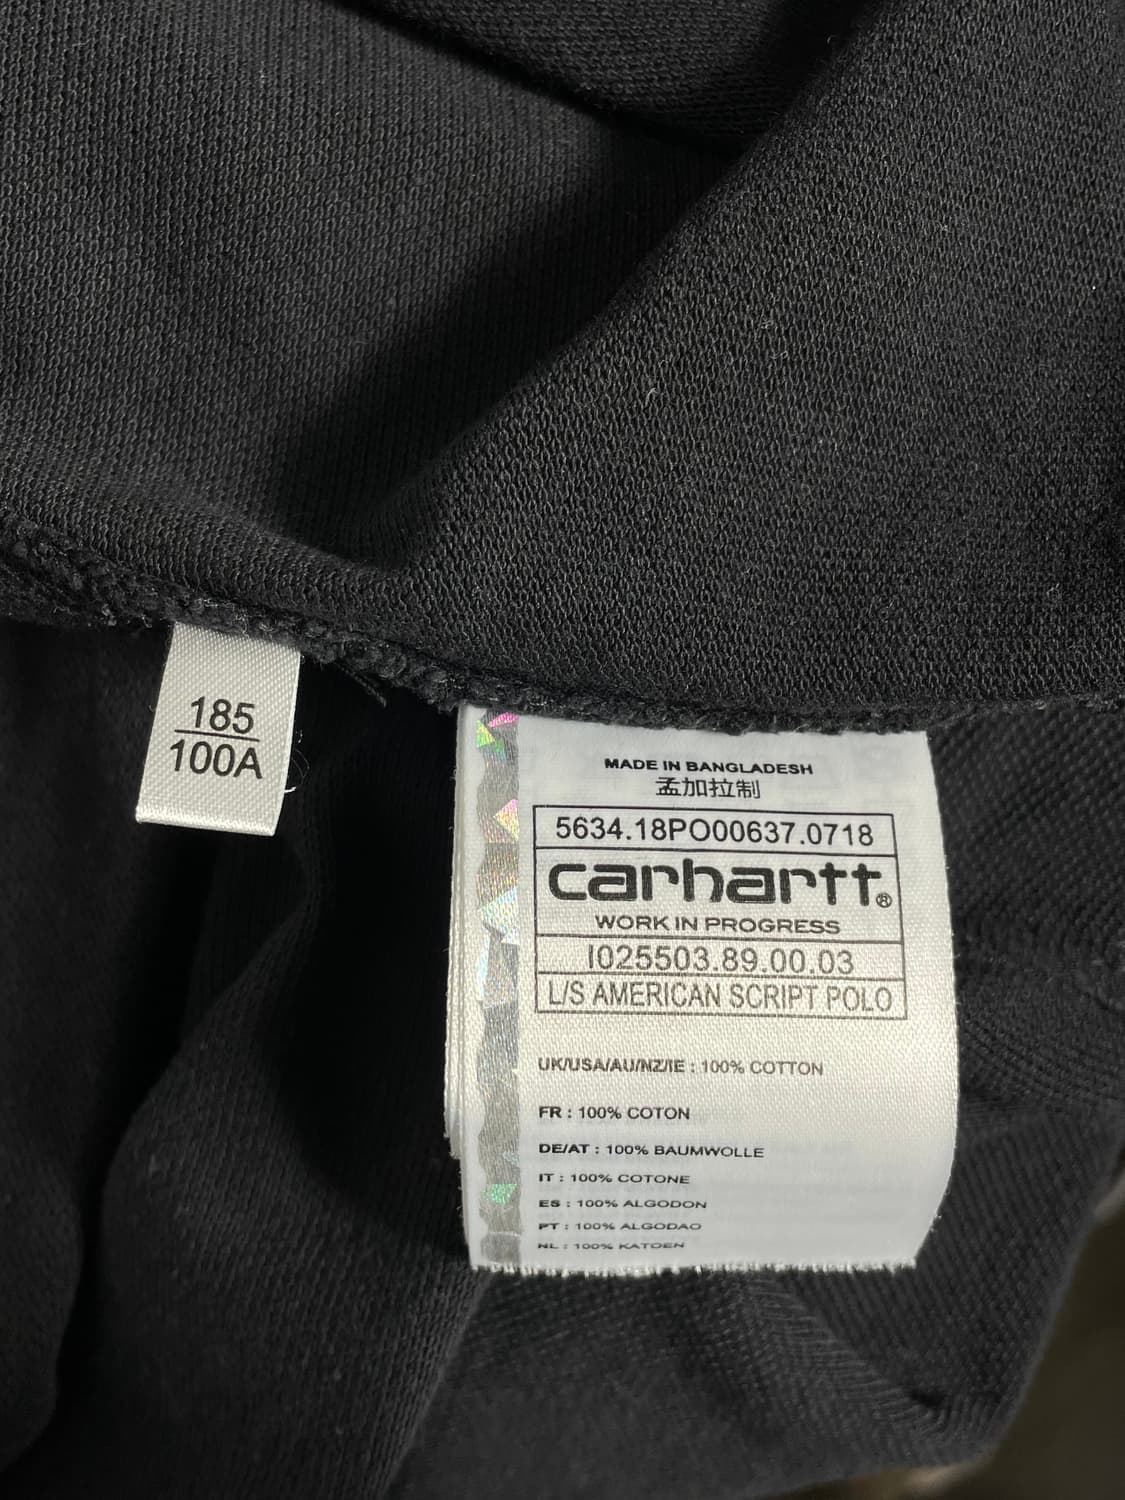 185
100A
MADE IN BANGLADESH
孟加拉制
5634.18PO00637.0718
carhartt®
WORK IN PROGRESS
I025503.89.00.03
L/S AMERICAN SCRIPT POLO
UK/USA/AU/NZ/IE : 100% COTTON
FR : 100% COTON
DE/AT : 100% BAUMWOLLE
IT : 100% COTONE
ES : 100% ALGODON
PT : 100% ALGODAO
NL : 100% KATOEN